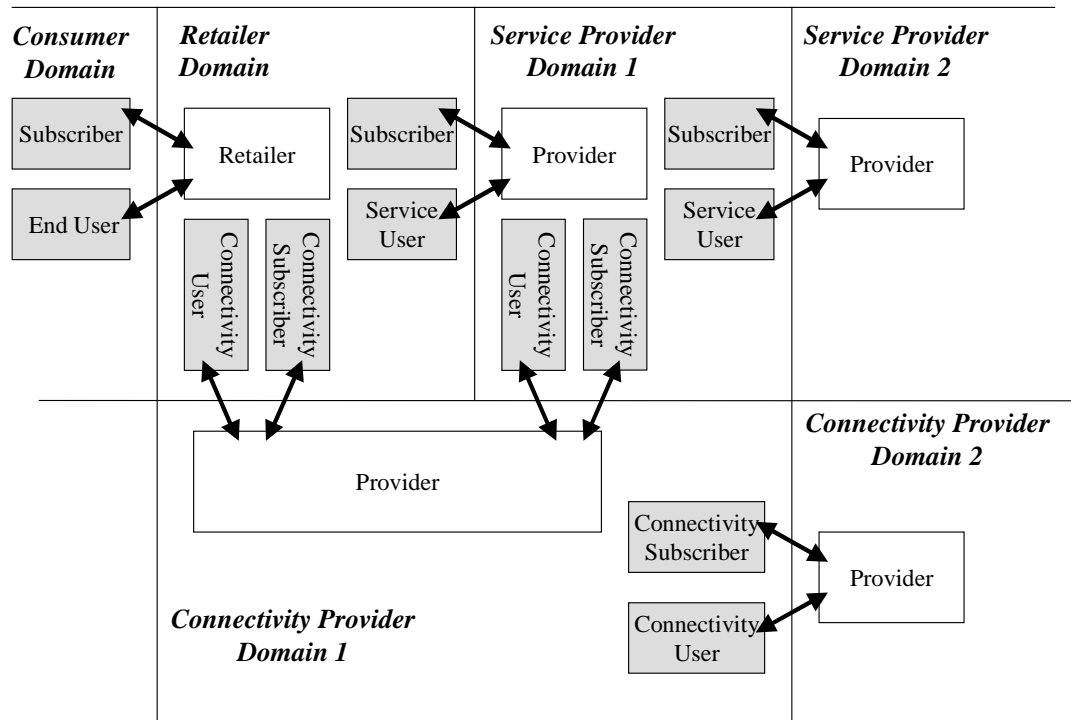 Consumer
Domain
Retailer
Domain
Service Provider
Domain 1
Service Provider
Domain 2
Subscriber
Retailer
Subscriber
Provider
Subscriber
Provider
End User
Service
User
Service
User
Connectivity
User
Connectivity
Subscriber
Connectivity
User
Connectivity
Subscriber
Connectivity Provider
Domain 2
Provider
Connectivity
Subscriber
Provider
Connectivity Provider
Domain 1
Connectivity
User